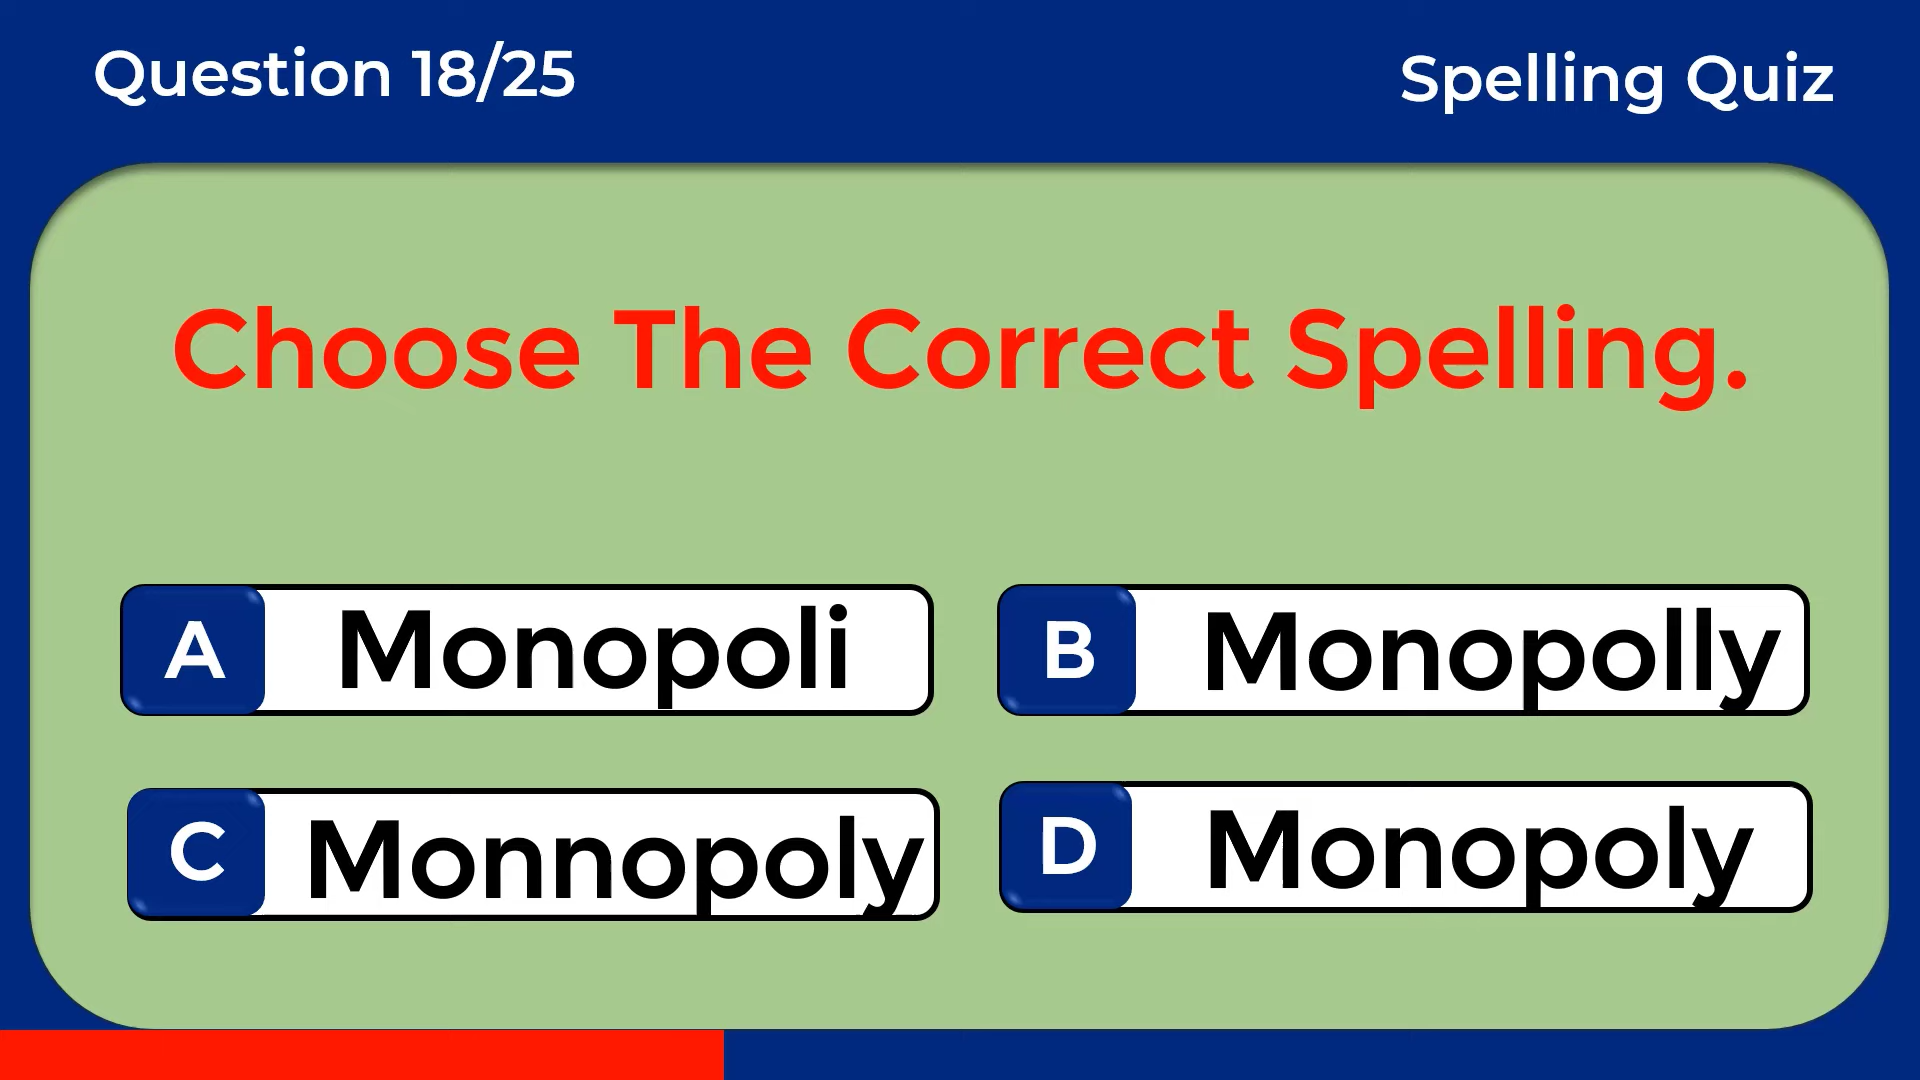 Question 18/25
Spelling Quiz
Choose The Correct Spelling.
A Monopoli
B Monopolly
C Monnopoly
D Monopoly